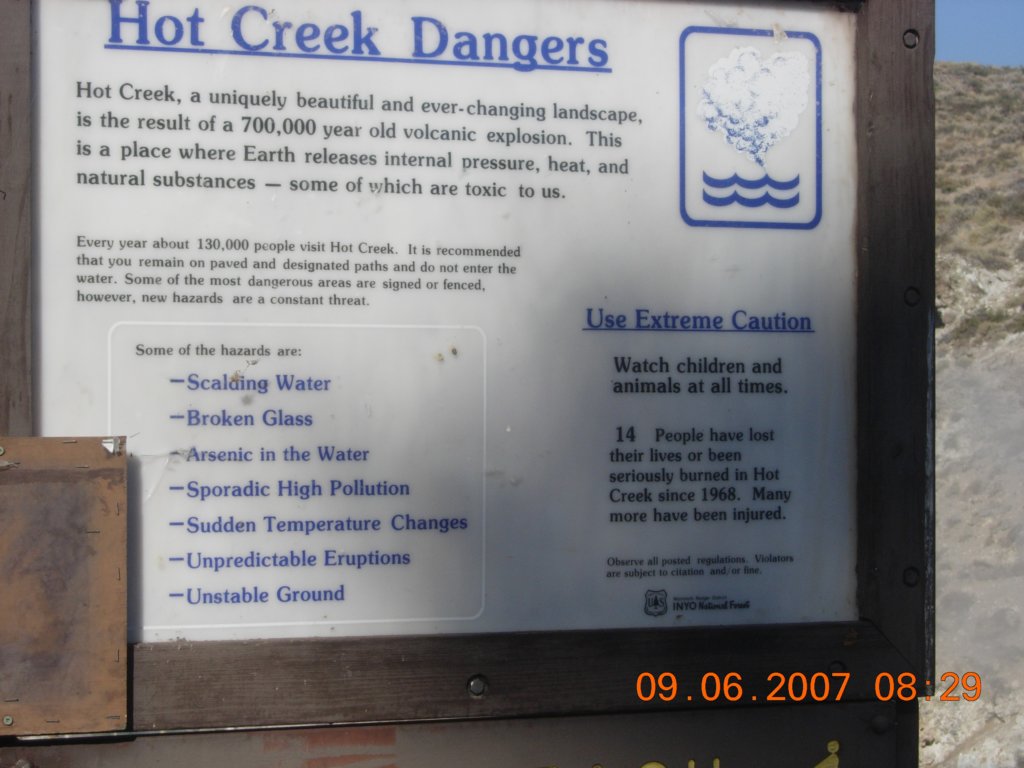 Hot Creek Dangers
Hot Creek, a uniquely beautiful and ever-changing landscape,
is the result of a 700,000 year old volcanic explosion. This
is a place where Earth releases internal pressure, heat, and
natural substances — some of which are toxic to us.
Every year about 130,000 people visit Hot Creek. It is recommended
that you remain on paved and designated paths and do not enter the
water. Some of the most dangerous areas are signed or fenced,
however, new hazards are a constant threat.
Some of the hazards are:
—Scalding Water
—Broken Glass
—Arsenic in the Water
—Sporadic High Pollution
—Sudden Temperature Changes
—Unpredictable Eruptions
—Unstable Ground
Use Extreme Caution
Watch children and
animals at all times.
14 People have lost
their lives or been
seriously burned in Hot
Creek since 1968. Many
more have been injured.
Observe all posted regulations. Violators
are subject to citation and/or fine.
INYO National Forest
09.06.2007 08:29